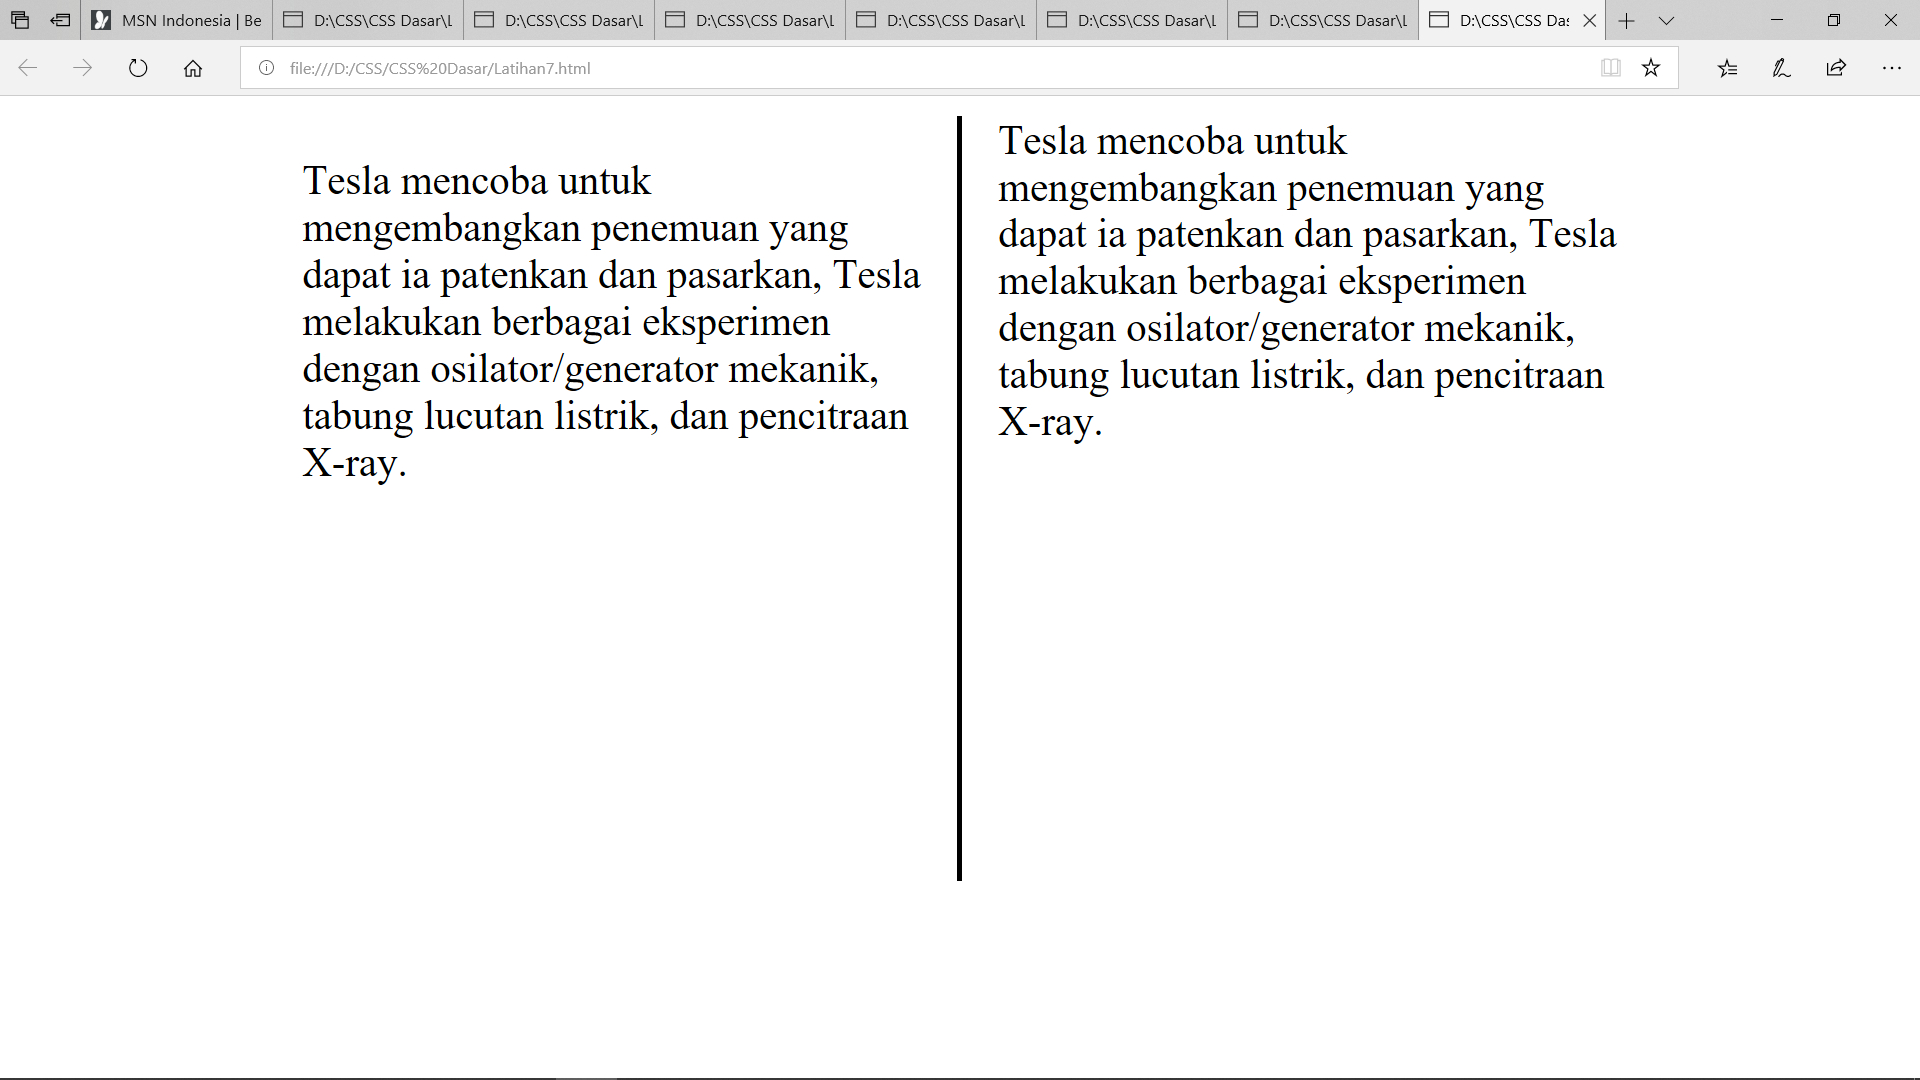 MSN Indonesia | Be
D:\CSS\CSS Dasar\L
D:\CSS\CSS Dasar\L
D:\CSS\CSS Dasar\L
D:\CSS\CSS Dasar\L
D:\CSS\CSS Dasar\L
D:\CSS\CSS Dasar\L
D:\CSS\CSS Das
file:///D:/CSS/CSS%20Dasar/Latihan7.html
Tesla mencoba untuk
mengembangkan penemuan yang
dapat ia patenkan dan pasarkan, Tesla
melakukan berbagai eksperimen
dengan osilator/generator mekanik,
tabung lucutan listrik, dan pencitraan
X-ray.
Tesla mencoba untuk
mengembangkan penemuan yang
dapat ia patenkan dan pasarkan, Tesla
melakukan berbagai eksperimen
dengan osilator/generator mekanik,
tabung lucutan listrik, dan pencitraan
X-ray.